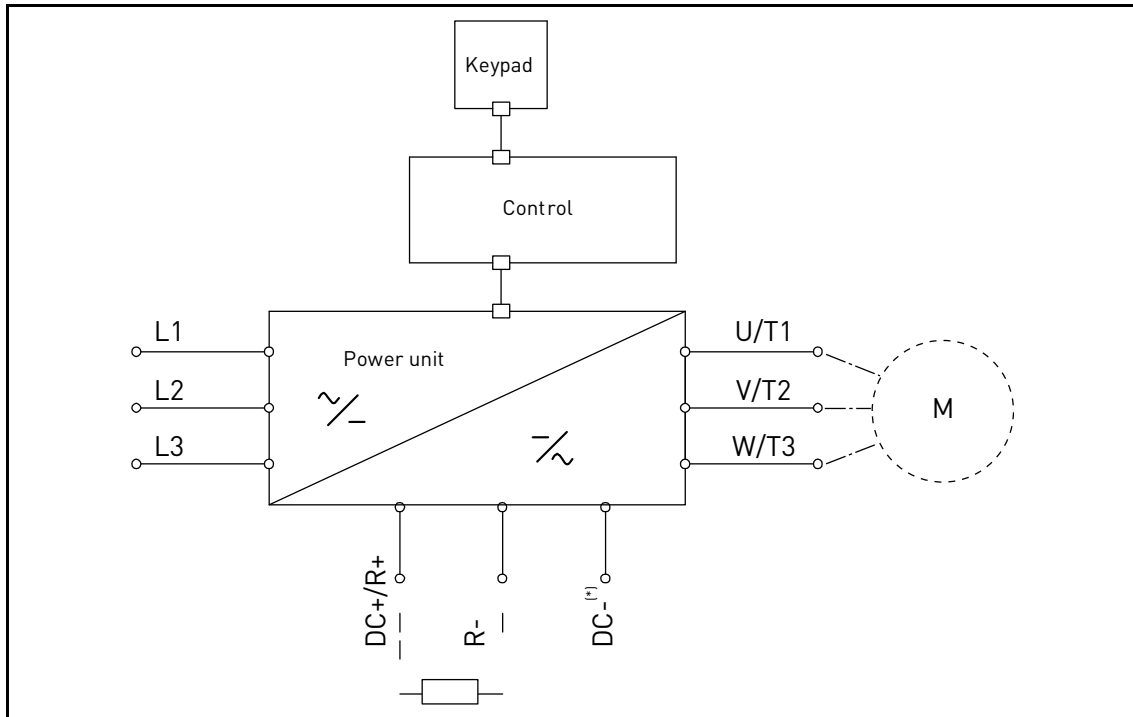 Keypad
Control
L1
L2
L3
Power unit
U/T1
V/T2
W/T3
M
DC+/R+
R-
DC-(*)